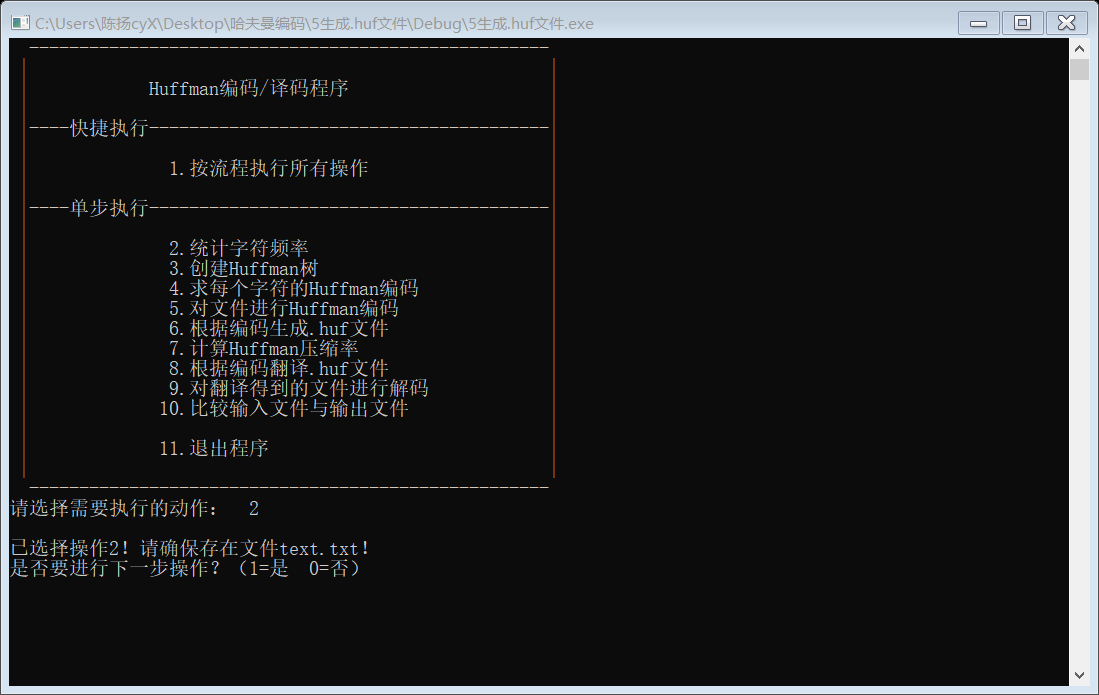 C:\Users\陈扬cyX\Desktop\哈夫曼编码\5生成.huf文件\Debug\5生成.huf文件.exe
Huffman编码/译码程序
----快捷执行----------------------------------------
1.按流程执行所有操作
----单步执行----------------------------------------
2.统计字符频率
3.创建Huffman树
4.求每个字符的Huffman编码
5.对文件进行Huffman编码
6.根据编码生成.huf文件
7.计算Huffman压缩率
8.根据编码翻译.huf文件
9.对翻译得到的文件进行解码
10.比较输入文件与输出文件
11.退出程序
请选择需要执行的动作： 2
已选择操作2！请确保存在文件text.txt！
是否要进行下一步操作？（1=是 0=否）